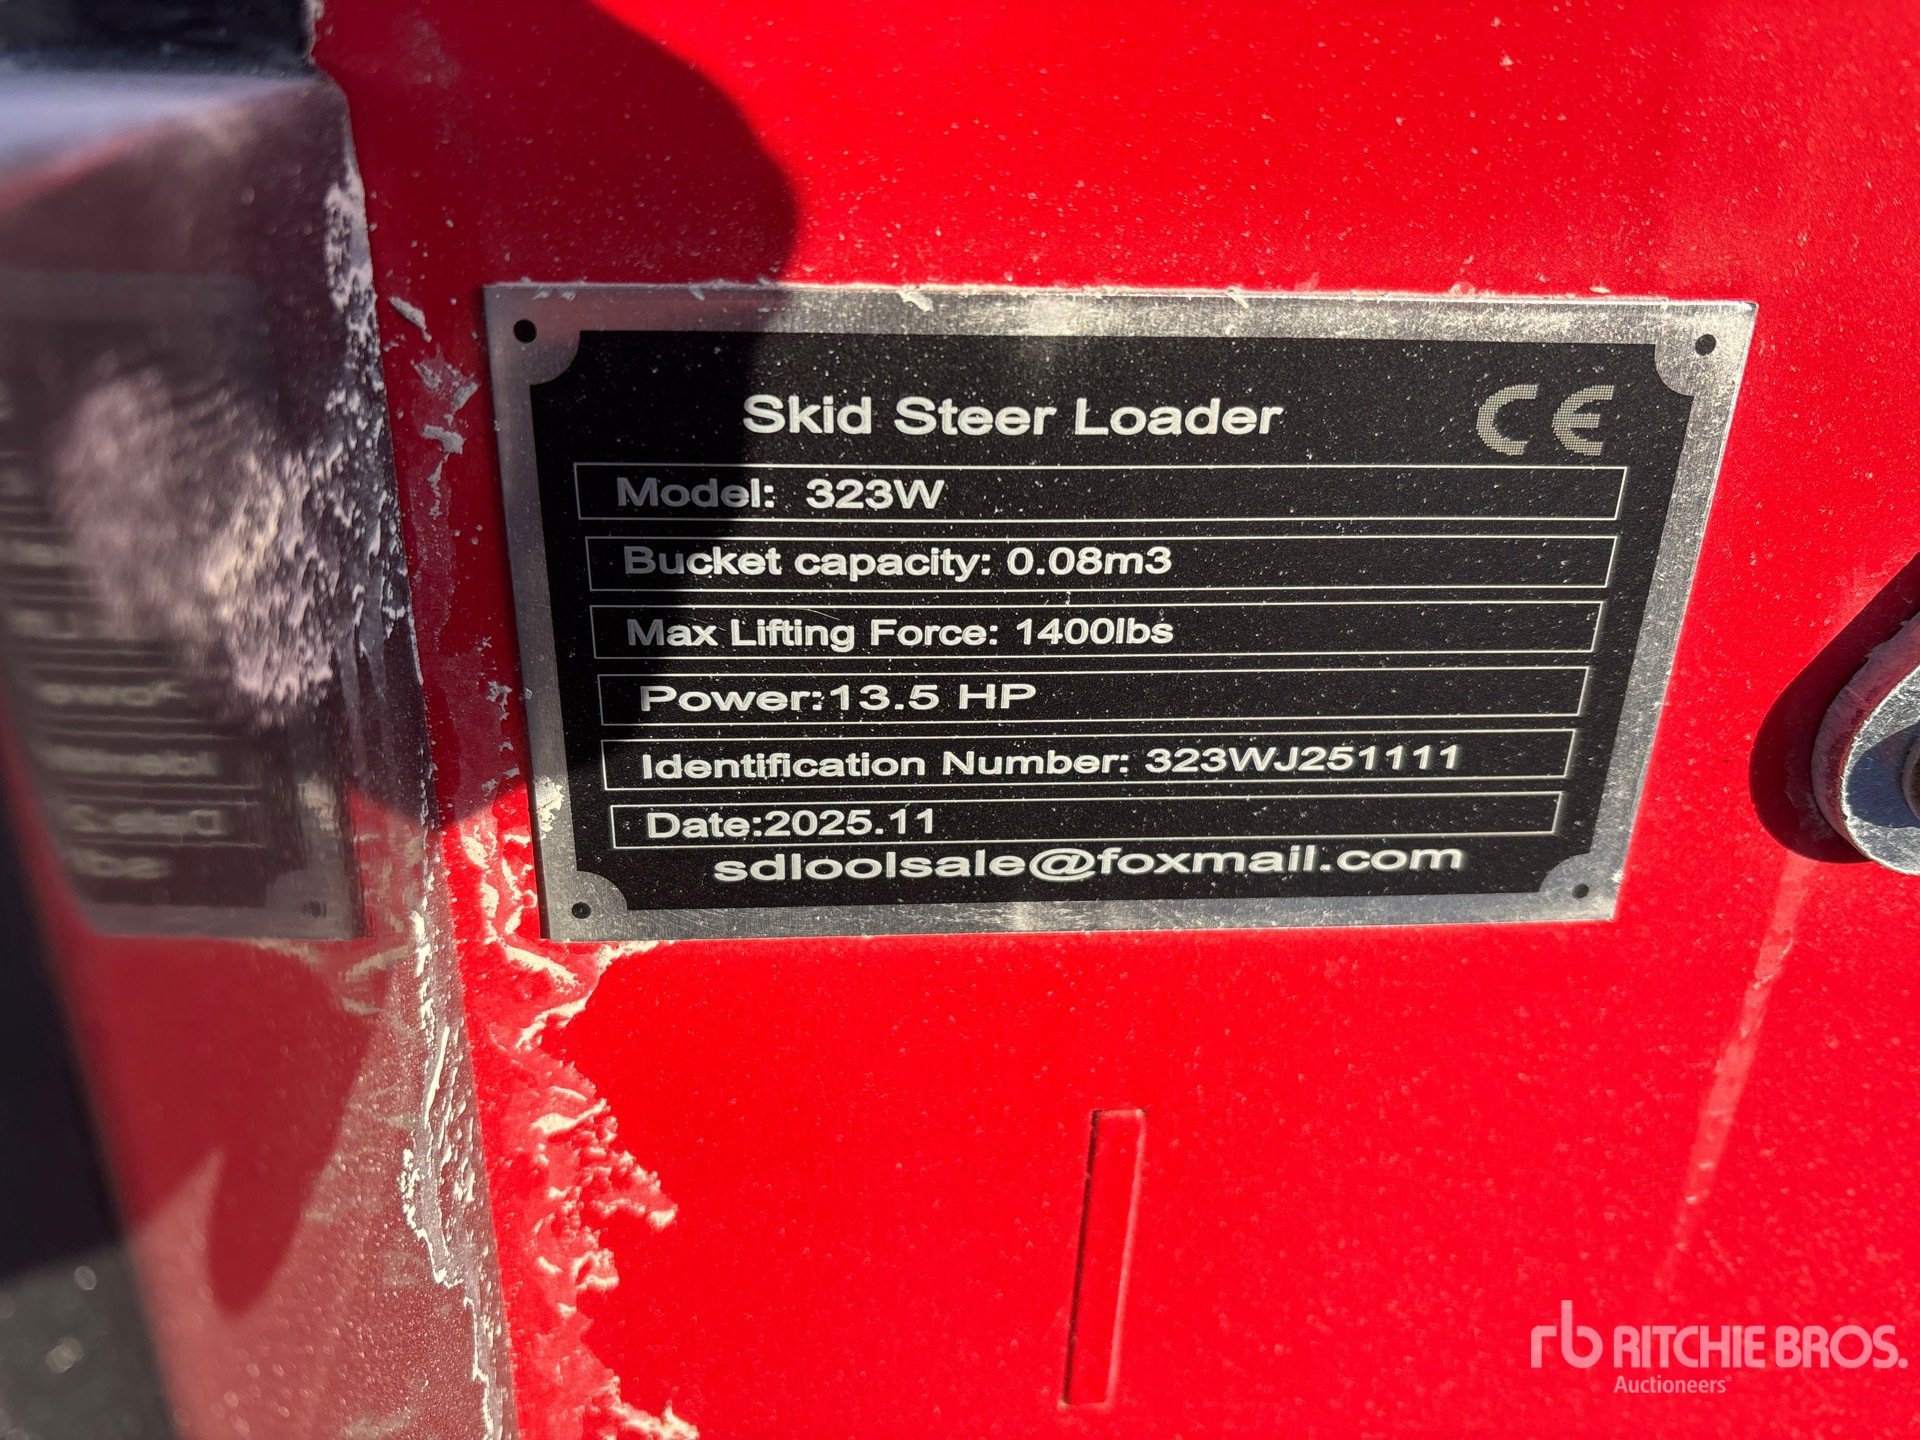 Skid Steer Loader CE
Model: 323W
Bucket capacity: 0.08m3
Max Lifting Force: 1400lbs
Power:13.5 HP
Identification Number: 323WJ251111
Date:2025.11
sdloolsale@foxmail.com
rb RITCHIE BROS.
Auctioneers